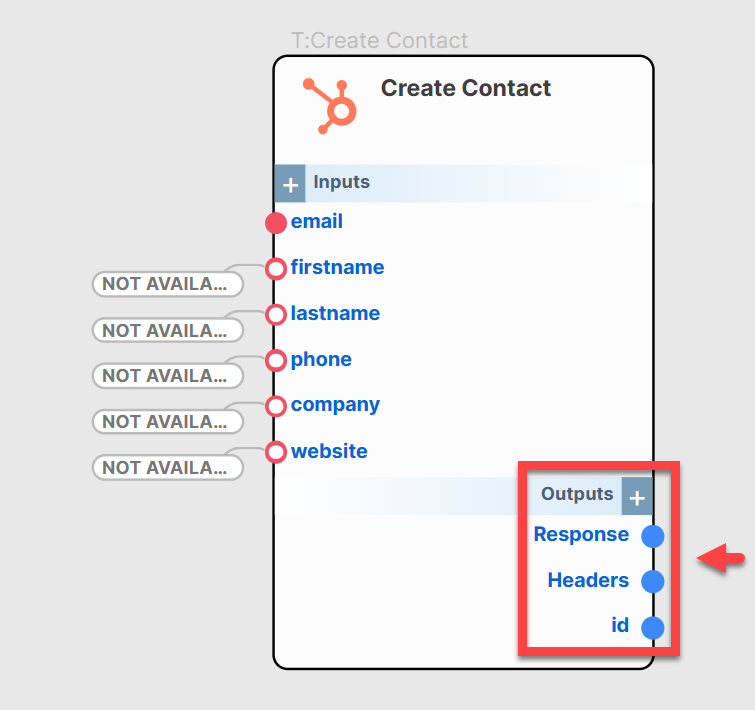 T:Create Contact
Create Contact
+ Inputs
email
firstname
NOT AVAILA...
lastname
NOT AVAILA...
phone
NOT AVAILA...
company
NOT AVAILA...
website
NOT AVAILA...
Outputs +
Response
Headers
id